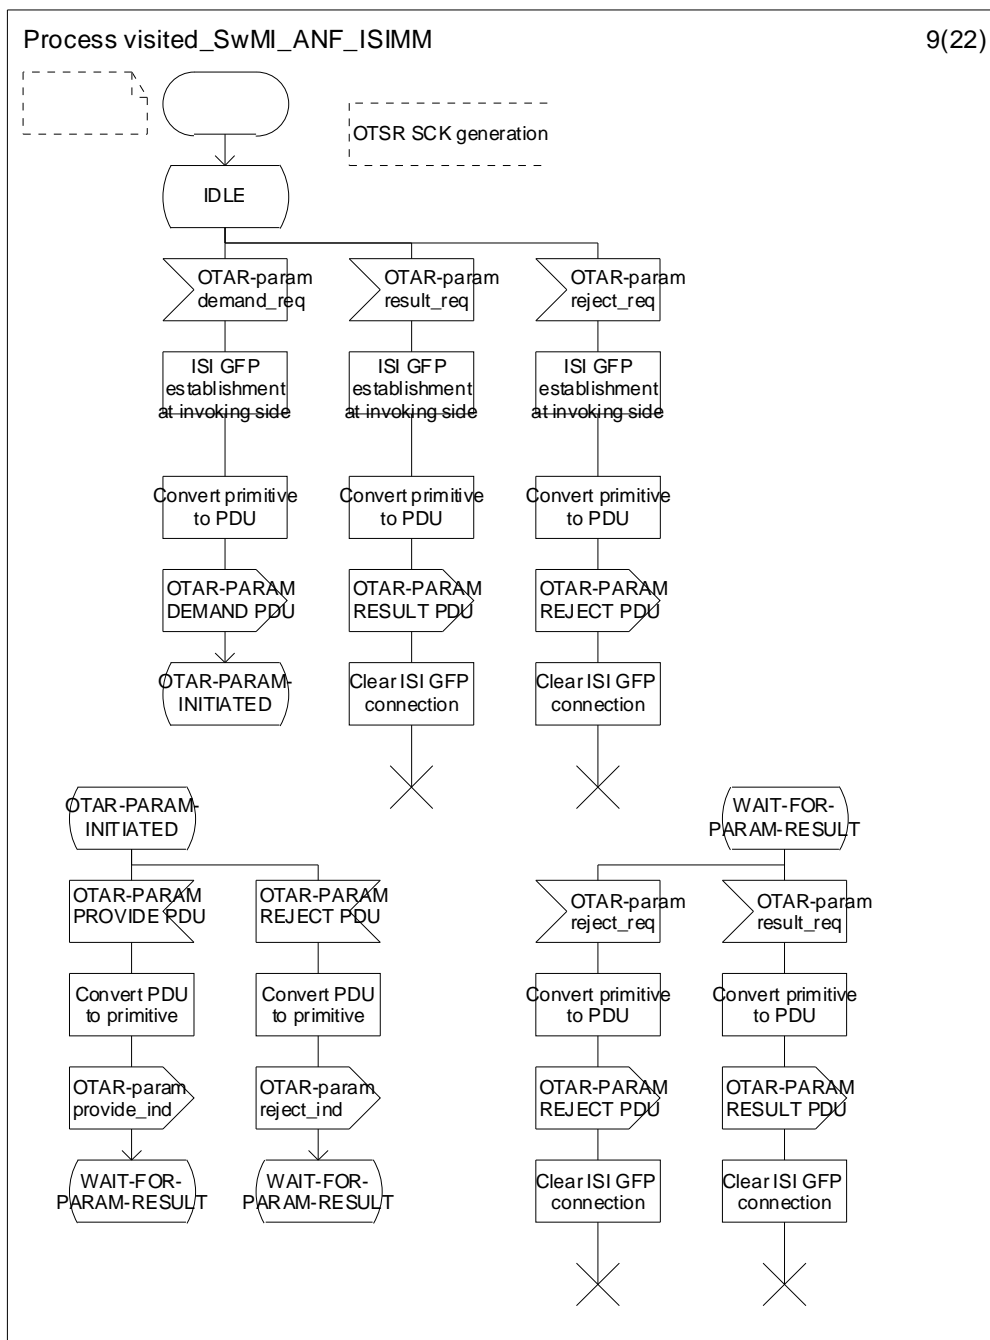 Process visited_SwMI_ANF_ISIMM
9(22)
OTSR SCK generation
IDLE
OTAR-param
demand_req
OTAR-param
result_req
OTAR-param
reject_req
ISI GFP
establishment
at invoking side
ISI GFP
establishment
at invoking side
ISI GFP
establishment
at invoking side
Convert primitive
to PDU
Convert primitive
to PDU
Convert primitive
to PDU
OTAR-PARAM
DEMAND PDU
OTAR-PARAM
RESULT PDU
OTAR-PARAM
REJECT PDU
OTAR-PARAM-
INITIATED
Clear ISI GFP
connection
Clear ISI GFP
connection
OTAR-PARAM-
INITIATED
WAIT-FOR-
PARAM-RESULT
OTAR-PARAM
PROVIDE PDU
OTAR-PARAM
REJECT PDU
OTAR-param
reject_req
OTAR-param
result_req
Convert PDU
to primitive
Convert PDU
to primitive
Convert primitive
to PDU
Convert primitive
to PDU
OTAR-param
provide_ind
OTAR-param
reject_ind
OTAR-PARAM
REJECT PDU
OTAR-PARAM
RESULT PDU
WAIT-FOR-
PARAM-RESULT
WAIT-FOR-
PARAM-RESULT
Clear ISI GFP
connection
Clear ISI GFP
connection